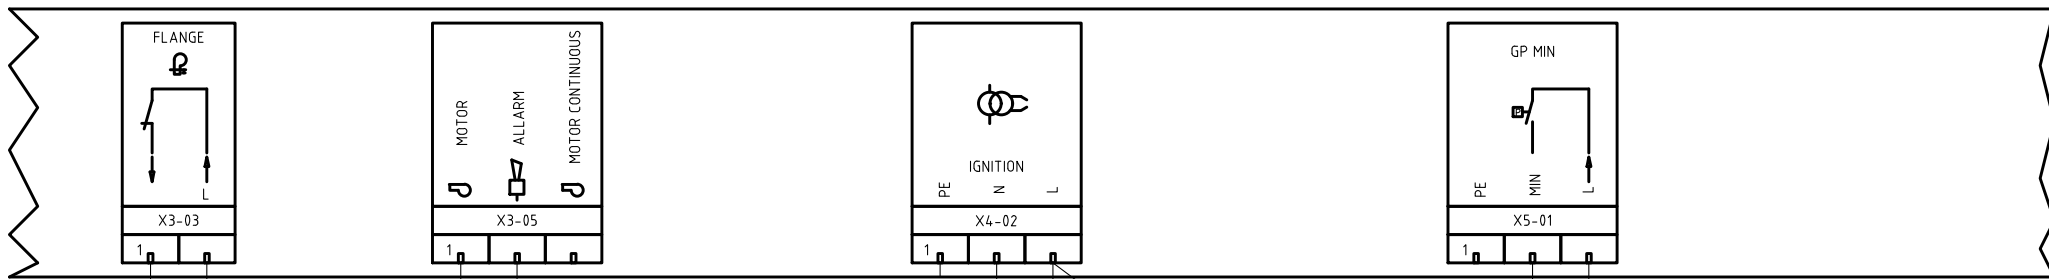 FLANGE
L
X3-03
1
MOTOR
ALLARM
MOTOR CONTINUOUS
X3-05
1
IGNITION
PE
N
L
X4-02
1
GP MIN
P
PE
MIN
L
X5-01
1